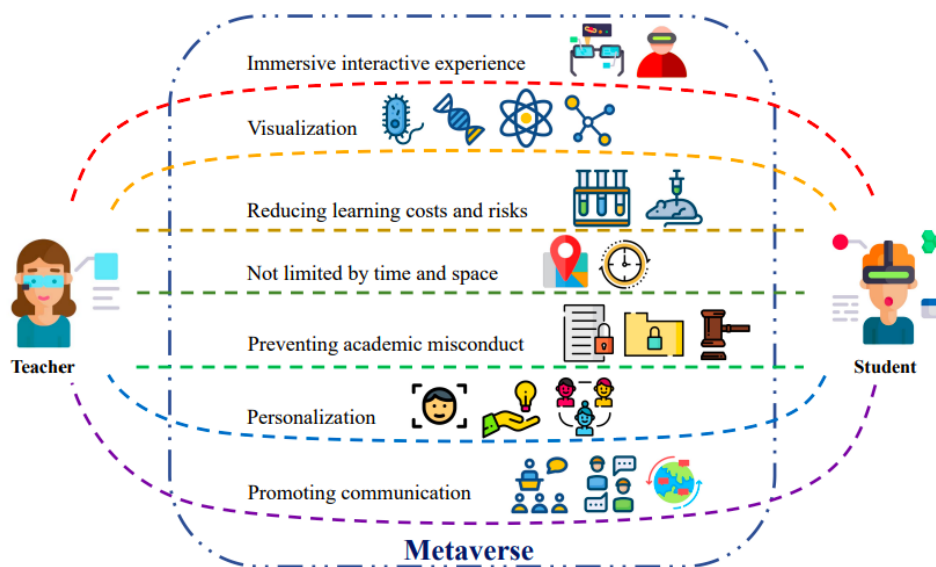 Immersive interactive experience
Visualization
Reducing learning costs and risks
Not limited by time and space
Preventing academic misconduct
Teacher
Student
Personalization
Promoting communication
Metaverse